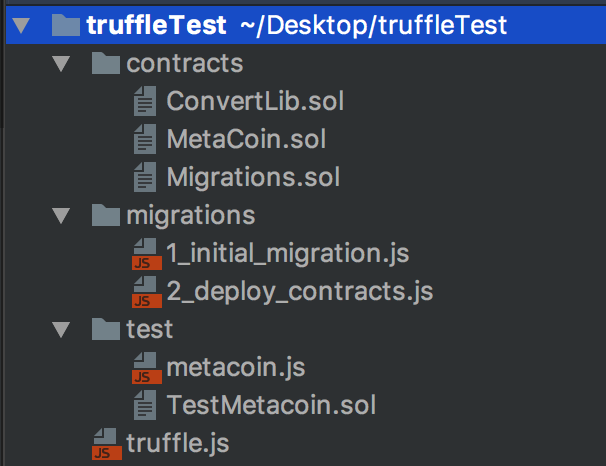 truffleTest ~/Desktop/truffleTest
contracts
ConvertLib.sol
MetaCoin.sol
Migrations.sol
migrations
JS 1_initial_migration.js
JS 2_deploy_contracts.js
test
JS metacoin.js
TestMetacoin.sol
JS truffle.js